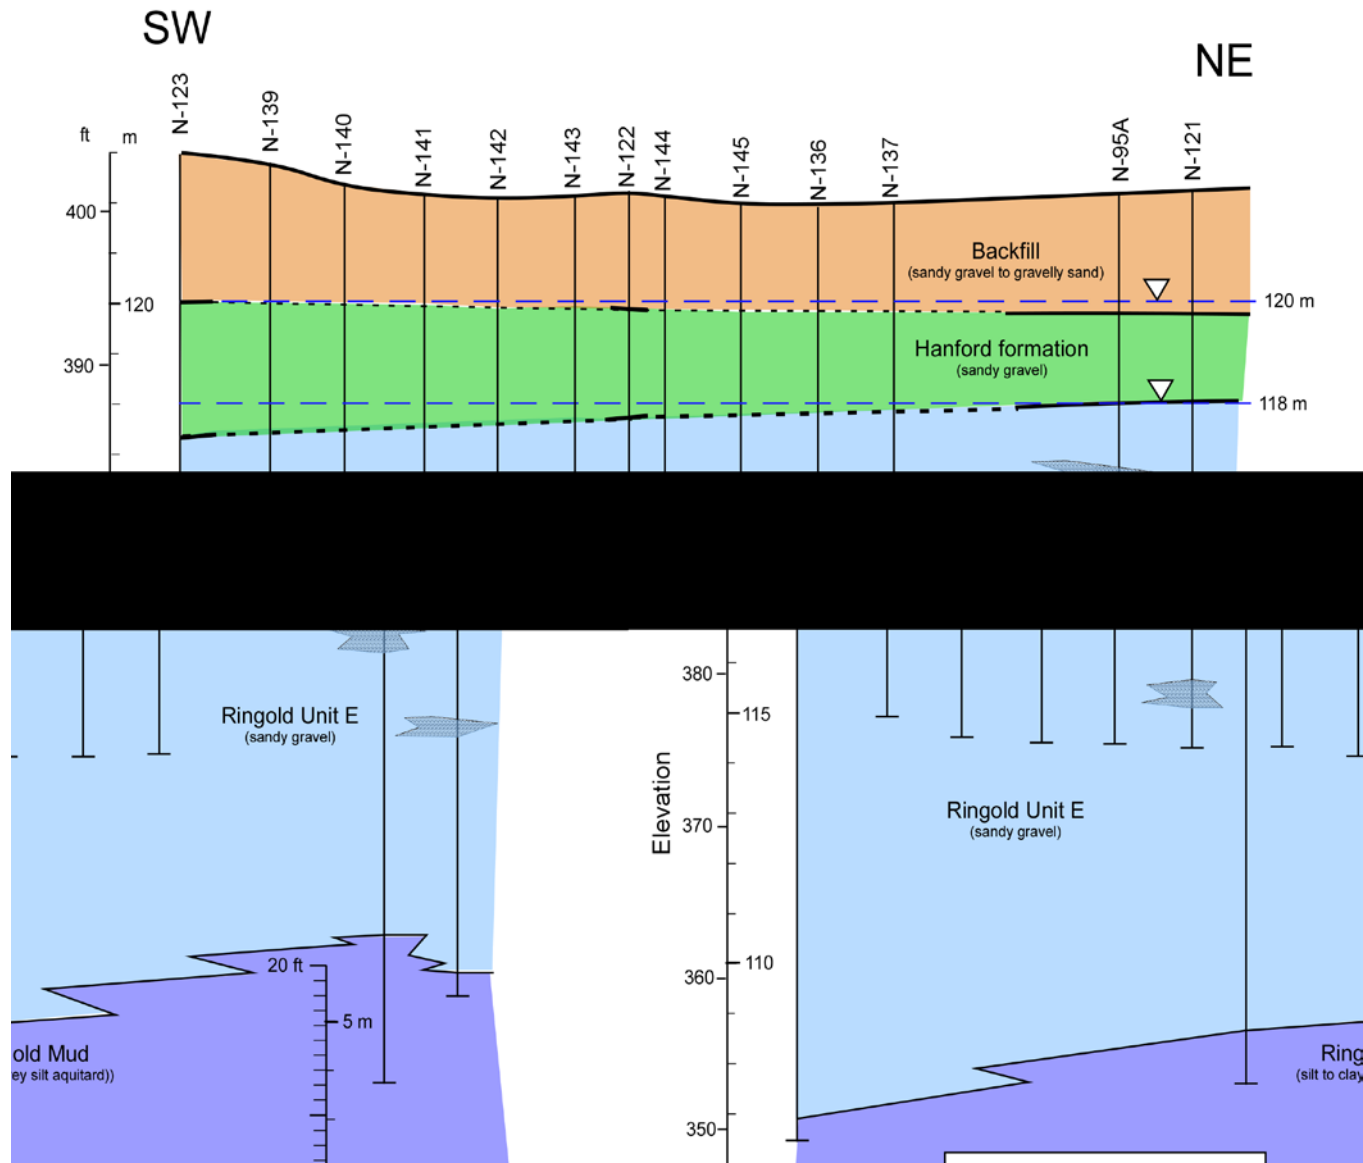 SW
NE
N-123
N-139
N-140
N-141
N-142
N-143
N-122
N-144
N-145
N-136
N-137
N-95A
N-121
ft
m
400
Backfill
(sandy gravel to gravelly sand)
120
120 m
Hanford formation
390
(sandy gravel)
118 m
380
Ringold Unit E
(sandy gravel)
115
Elevation
370
Ringold Unit E
(sandy gravel)
20 ft
110
360
5 m
old Mud
(ey silt aquitard))
Ring
(silt to clay
350